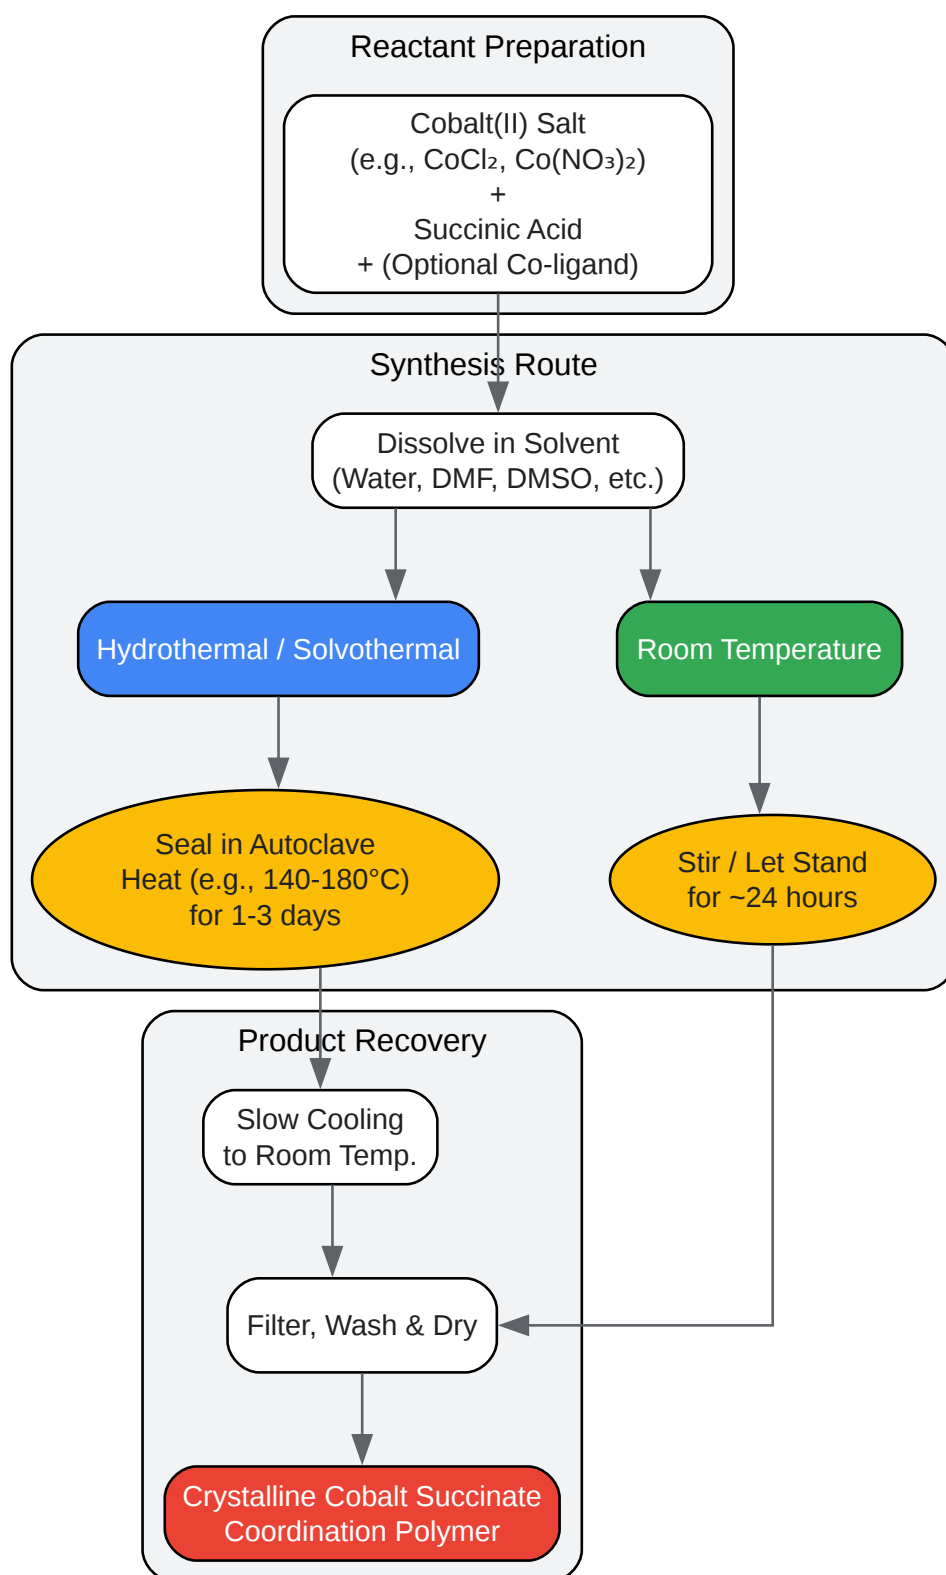 Reactant Preparation
Cobalt(II) Salt
(e.g., CoCl₂, Co(NO₃)₂)
+
Succinic Acid
+ (Optional Co-ligand)
Synthesis Route
Dissolve in Solvent
(Water, DMF, DMSO, etc.)
Hydrothermal / Solvothermal
Room Temperature
Seal in Autoclave
Heat (e.g., 140-180°C)
for 1-3 days
Stir / Let Stand
for ~24 hours
Product Recovery
Slow Cooling
to Room Temp.
Filter, Wash & Dry
Crystalline Cobalt Succinate
Coordination Polymer